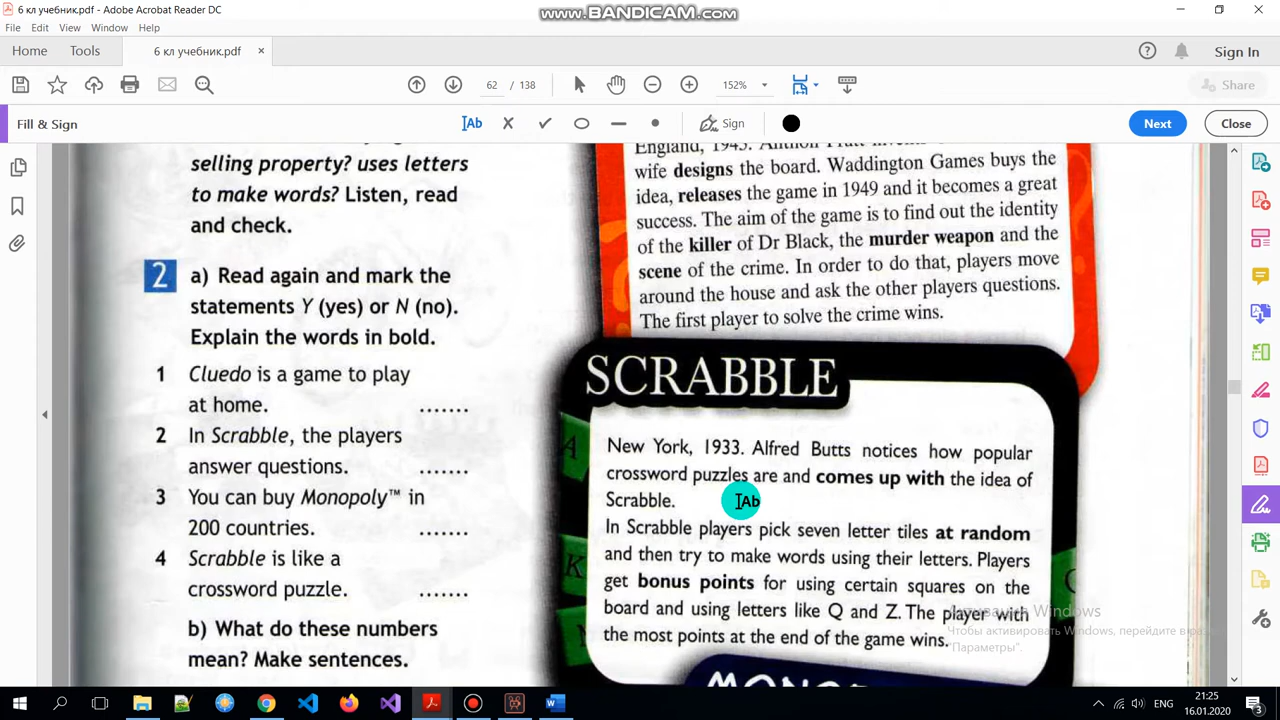 6 кл учебник.pdf - Adobe Acrobat Reader DC
www.BANDICAM.com
File Edit View Window Help
Home Tools 6 кл учебник.pdf × Sign In
62 / 138 152% Share
Fill & Sign Ab Sign Next Close
selling property? uses letters
to make words? Listen, read
and check.
2 a) Read again and mark the
statements Y (yes) or N (no).
Explain the words in bold.
1 Cluedo is a game to play
at home. .......
2 In Scrabble, the players
answer questions. .......
3 You can buy Monopoly™ in
200 countries. .......
4 Scrabble is like a
crossword puzzle. .......
b) What do these numbers
mean? Make sentences.
England,
wife designs the board. Waddington Games buys the
idea, releases the game in 1949 and it becomes a great
success. The aim of the game is to find out the identity
of the killer of Dr Black, the murder weapon and the
scene of the crime. In order to do that, players move
around the house and ask the other players questions.
The first player to solve the crime wins.
SCRABBLE
New York, 1933. Alfred Butts notices how popular
crossword puzzles are and comes up with the idea of
Scrabble.
Ab
In Scrabble players pick seven letter tiles at random
and then try to make words using their letters. Players
get bonus points for using certain squares on the
board and using letters like Q and Z. The player with
the most points at the end of the game wins.
A
K
Активация Windows
Чтобы активировать Windows, перейдите в раз
"Параметры".
ENG
21:25
16.01.2020
3